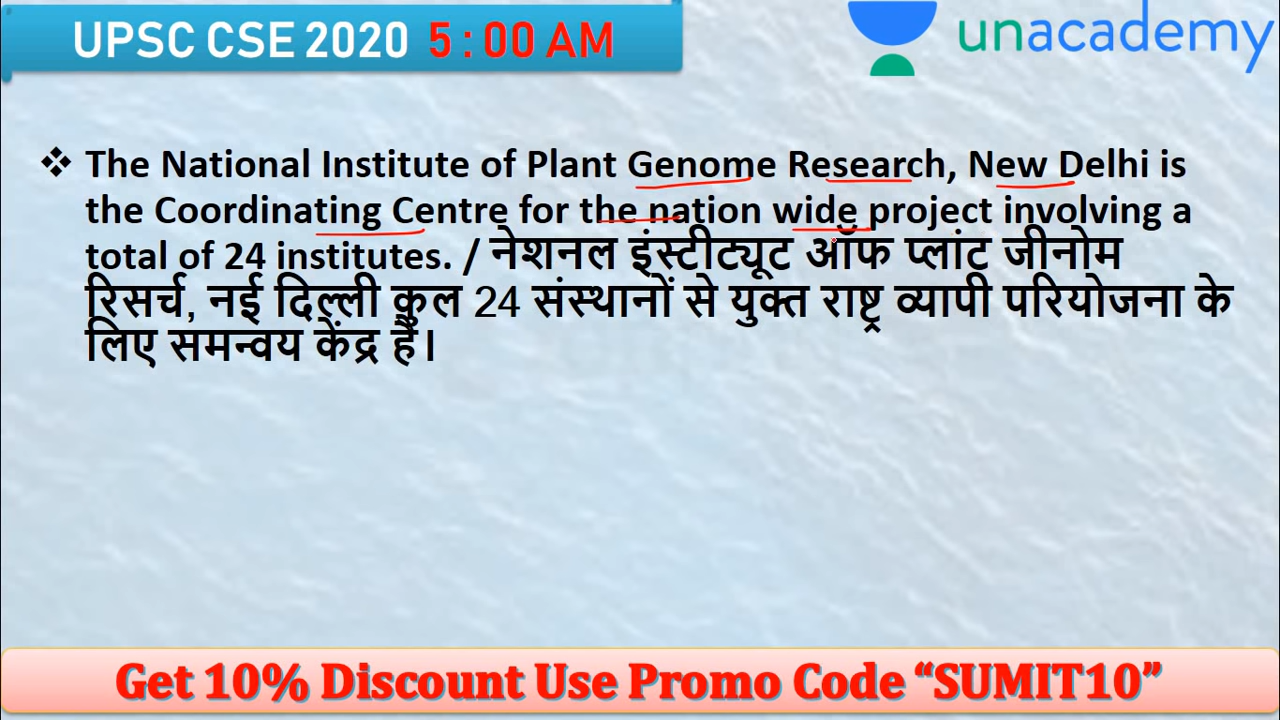 UPSC CSE 2020 5 : 00 AM
unacademy
❖ The National Institute of Plant Genome Research, New Delhi is
the Coordinating Centre for the nation wide project involving a
total of 24 institutes. / नेशनल इंस्टीट्यूट ऑफ प्लांट जीनोम
रिसर्च, नई दिल्ली कुल 24 संस्थानों से युक्त राष्ट्र व्यापी परियोजना के
लिए समन्वय केंद्र हैं।
Get 10% Discount Use Promo Code “SUMIT10”